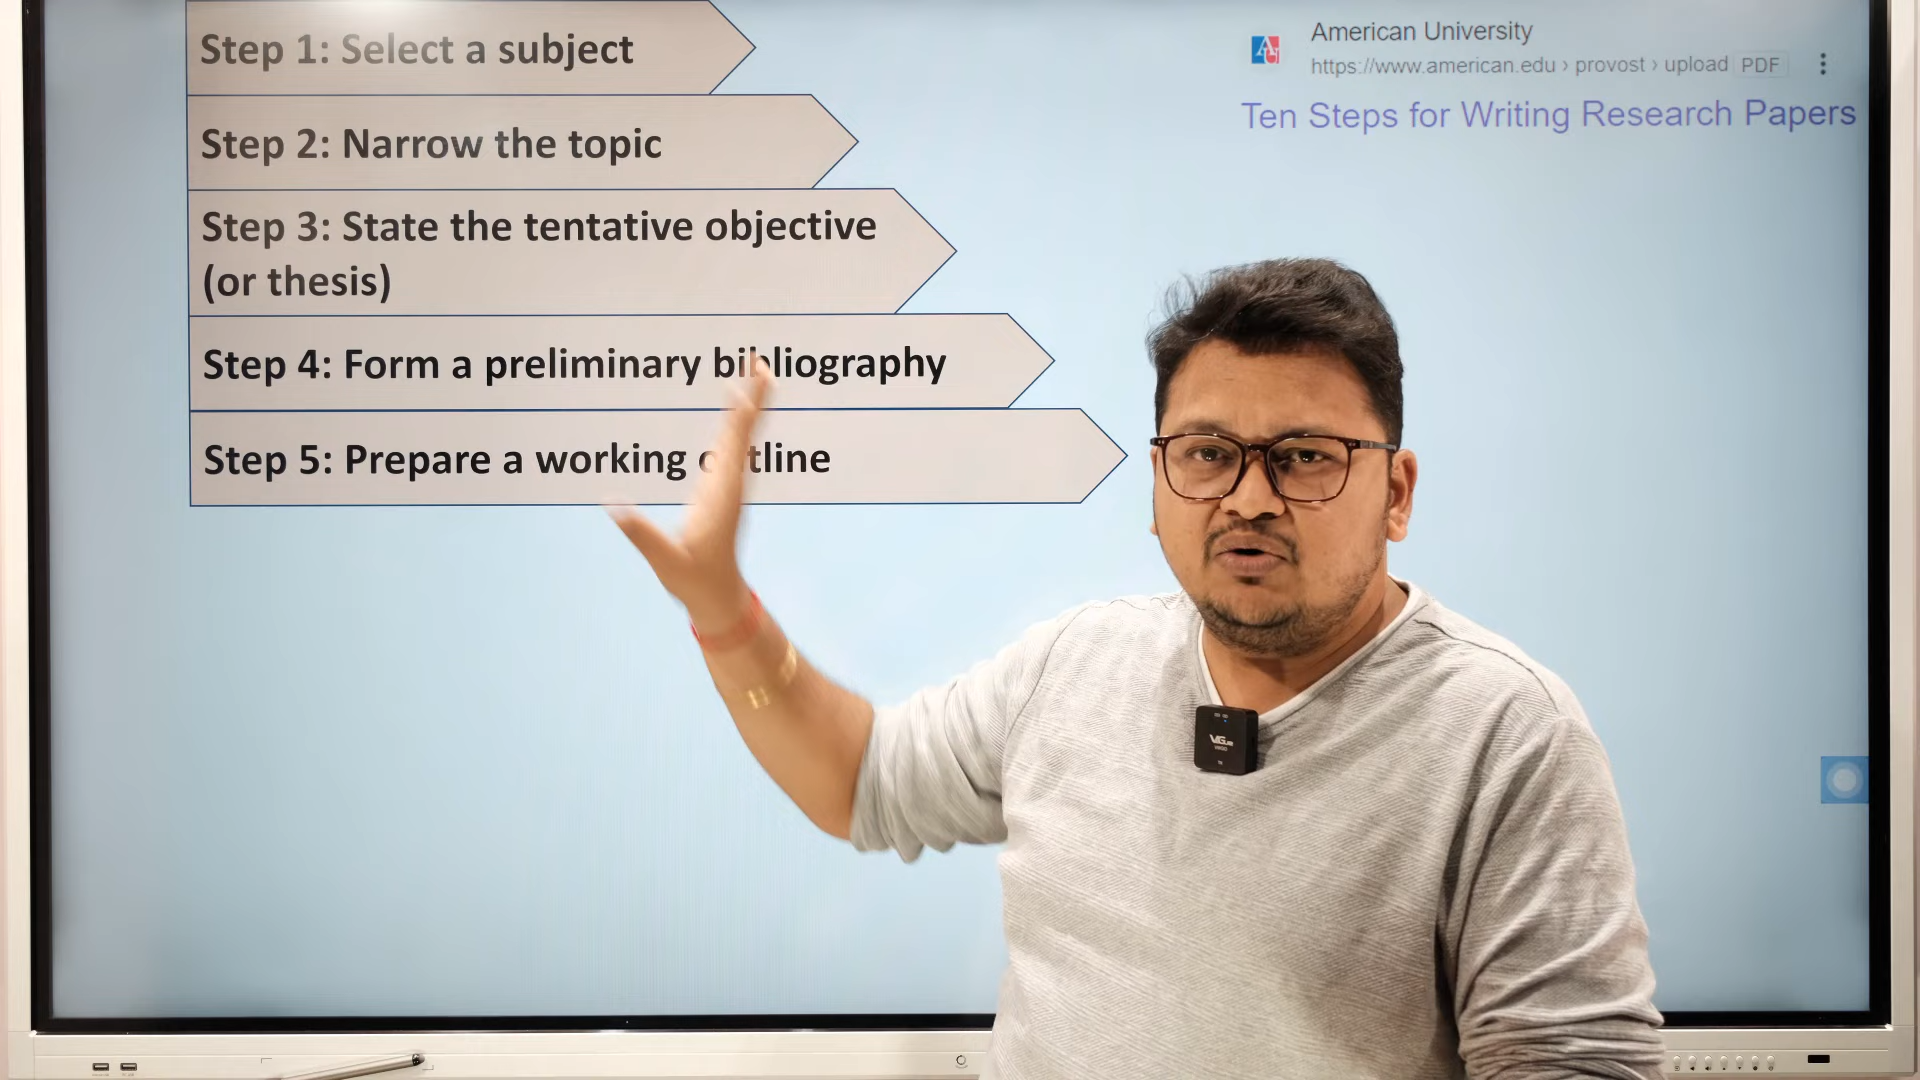 Step 1: Select a subject
Step 2: Narrow the topic
Step 3: State the tentative objective
(or thesis)
Step 4: Form a preliminary bibliography
Step 5: Prepare a working outline
American University
https://www.american.edu › provost › upload PDF
Ten Steps for Writing Research Papers